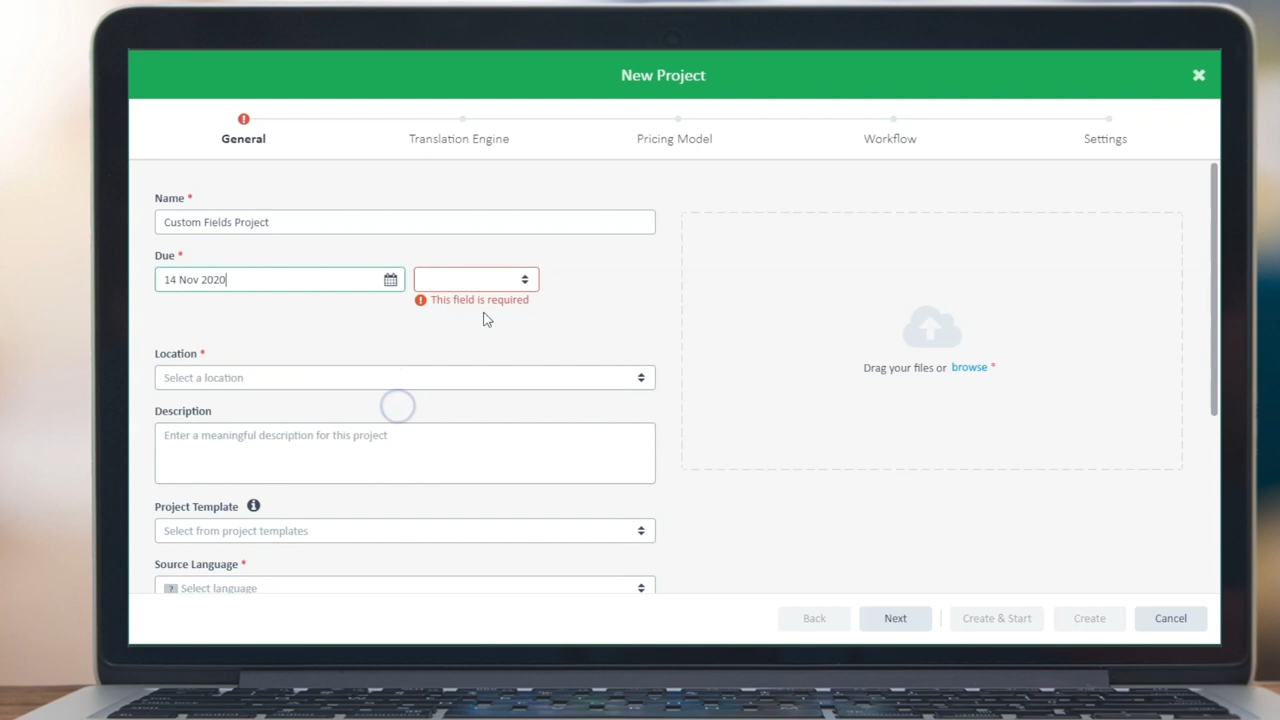 New Project
General
Translation Engine
Pricing Model
Workflow
Settings
Name *
Custom Fields Project
Due *
14 Nov 2020
This field is required
Location *
Select a location
Description
Enter a meaningful description for this project
Project Template
Select from project templates
Source Language *
Select language
Drag your files or browse *
Back
Next
Create & Start
Create
Cancel